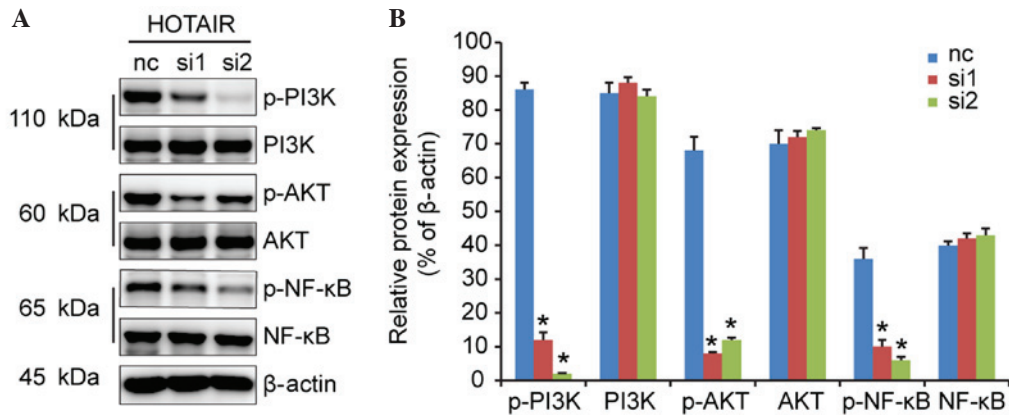 A
HOTAIR
nc si1 si2
p-PI3K
110 kDa
PI3K
p-AKT
60 kDa
AKT
p-NF-κB
65 kDa
NF-κB
45 kDa
β-actin
B
Relative protein expression
(% of β-actin)
100
90
80
70
60
50
40
30
20
10
0
nc
si1
si2
* * * * * *
p-PI3K PI3K p-AKT AKT p-NF-κB NF-κB